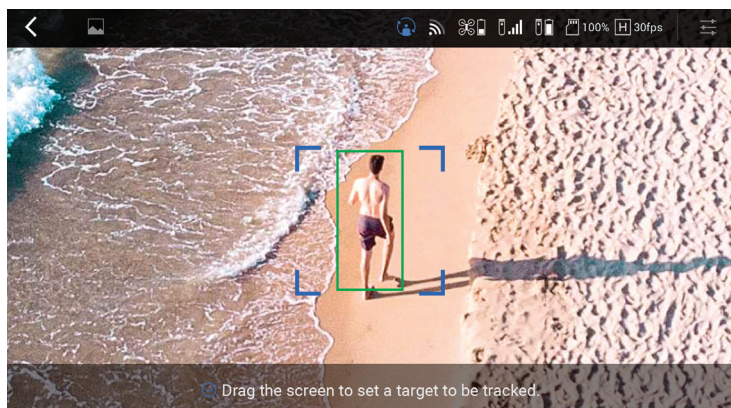 100% H 30fps
Drag the screen to set a target to be tracked.